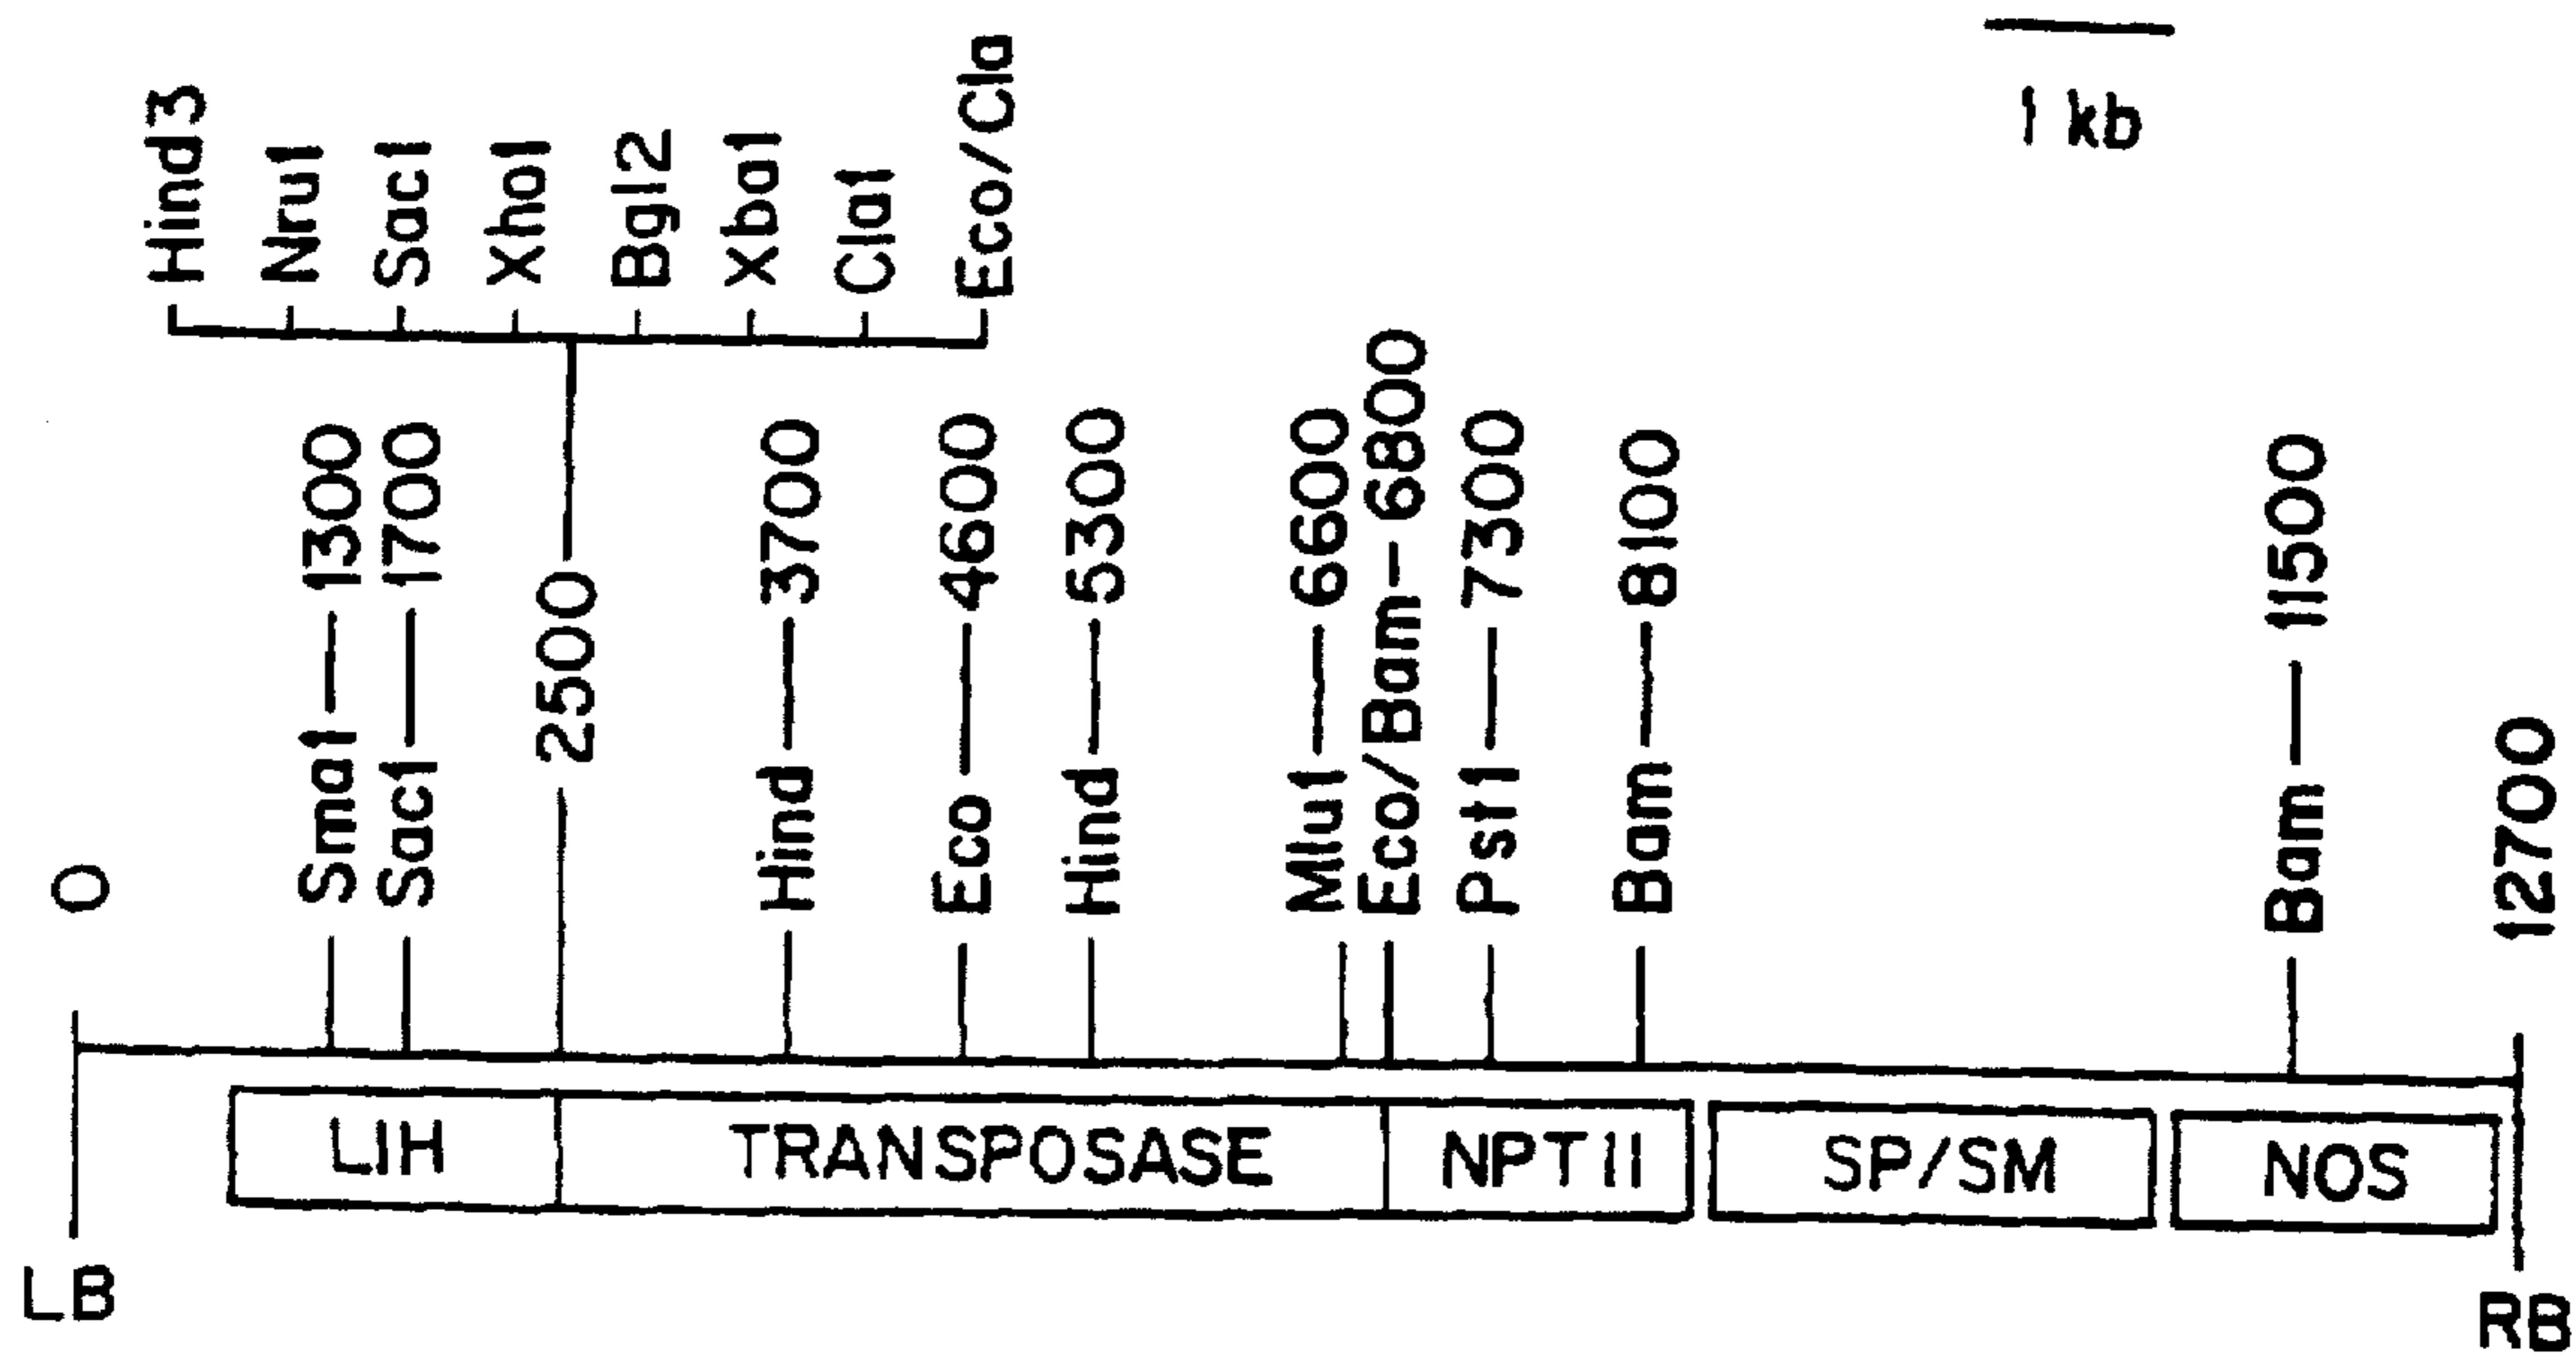 1 kb
Hind3
Nru1
Sac1
Xho1
Bgl2
Xba1
Cla1
Eco/Cla
0
Sma1 — 1300
Sac1 — 1700
2500
Hind — 3700
Eco — 4600
Hind — 5300
Mlu1 — 6600
Eco/Bam — 6800
Pst1 — 7300
Bam — 8100
Bam — 11500
12700
LIH TRANSPOSASE NPT II SP/SM NOS
LB RB